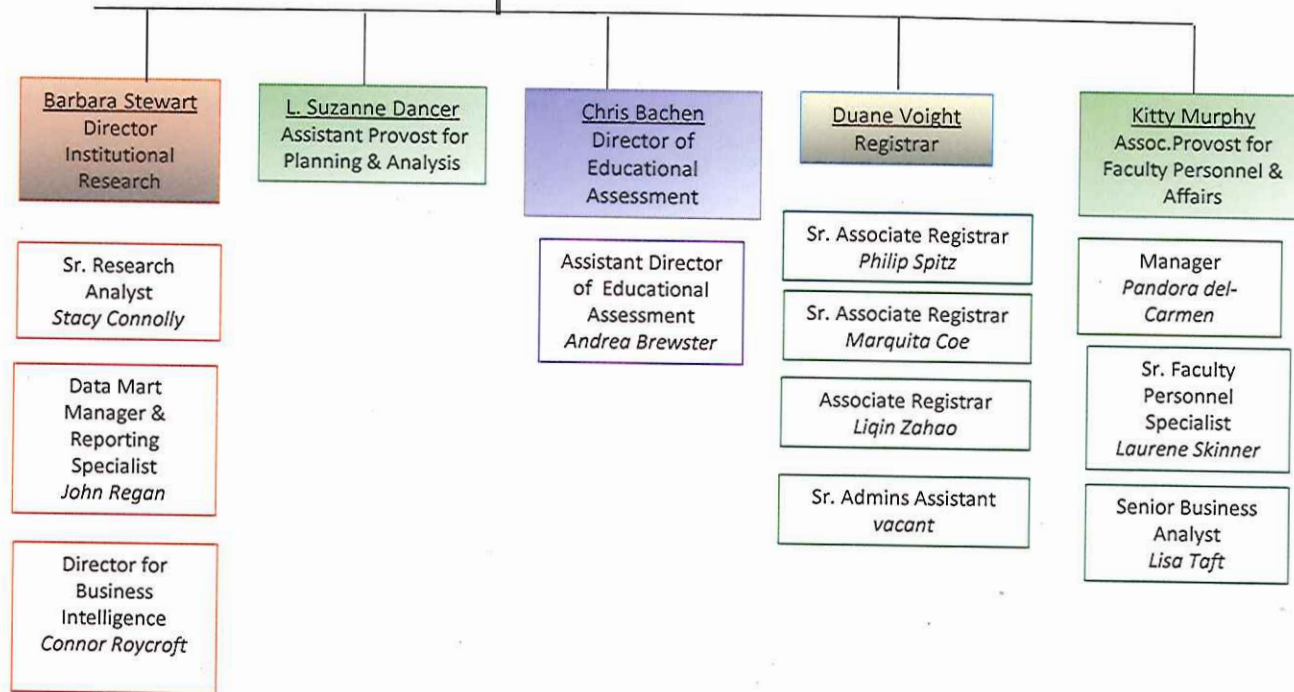 Barbara Stewart
Director
Institutional
Research
Sr. Research
Analyst
Stacy Connolly
Data Mart
Manager &
Reporting
Specialist
John Regan
Director for
Business
Intelligence
Connor Roycroft
L. Suzanne Dancer
Assistant Provost for
Planning & Analysis
Chris Bachen
Director of
Educational
Assessment
Assistant Director
of Educational
Assessment
Andrea Brewster
Duane Voight
Registrar
Sr. Associate Registrar
Philip Spitz
Sr. Associate Registrar
Marquita Coe
Associate Registrar
Liqin Zahao
Sr. Admins Assistant
vacant
Kitty Murphy
Assoc.Provost for
Faculty Personnel &
Affairs
Manager
Pandora del-
Carmen
Sr. Faculty
Personnel
Specialist
Laurene Skinner
Senior Business
Analyst
Lisa Taft